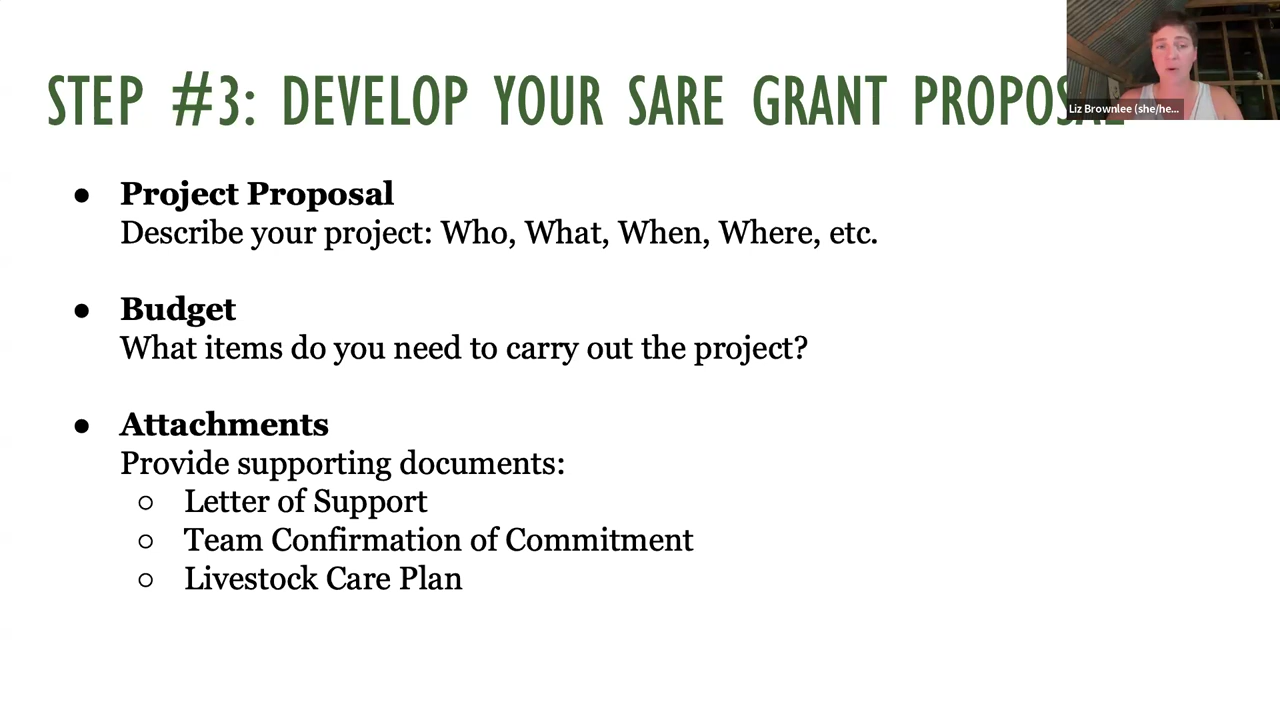 STEP #3: DEVELOP YOUR SARE GRANT PROPOSAL
Liz Brownlee (she/he...
● Project Proposal
Describe your project: Who, What, When, Where, etc.
● Budget
What items do you need to carry out the project?
● Attachments
Provide supporting documents:
○ Letter of Support
○ Team Confirmation of Commitment
○ Livestock Care Plan